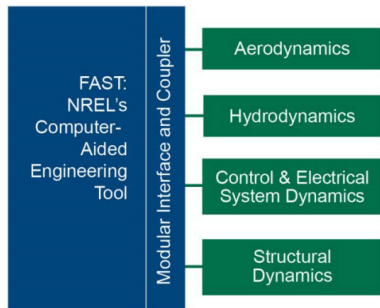 FAST:
NREL's
Computer-
Aided
Engineering
Tool
Modular Interface and Coupler
Aerodynamics
Hydrodynamics
Control & Electrical
System Dynamics
Structural
Dynamics